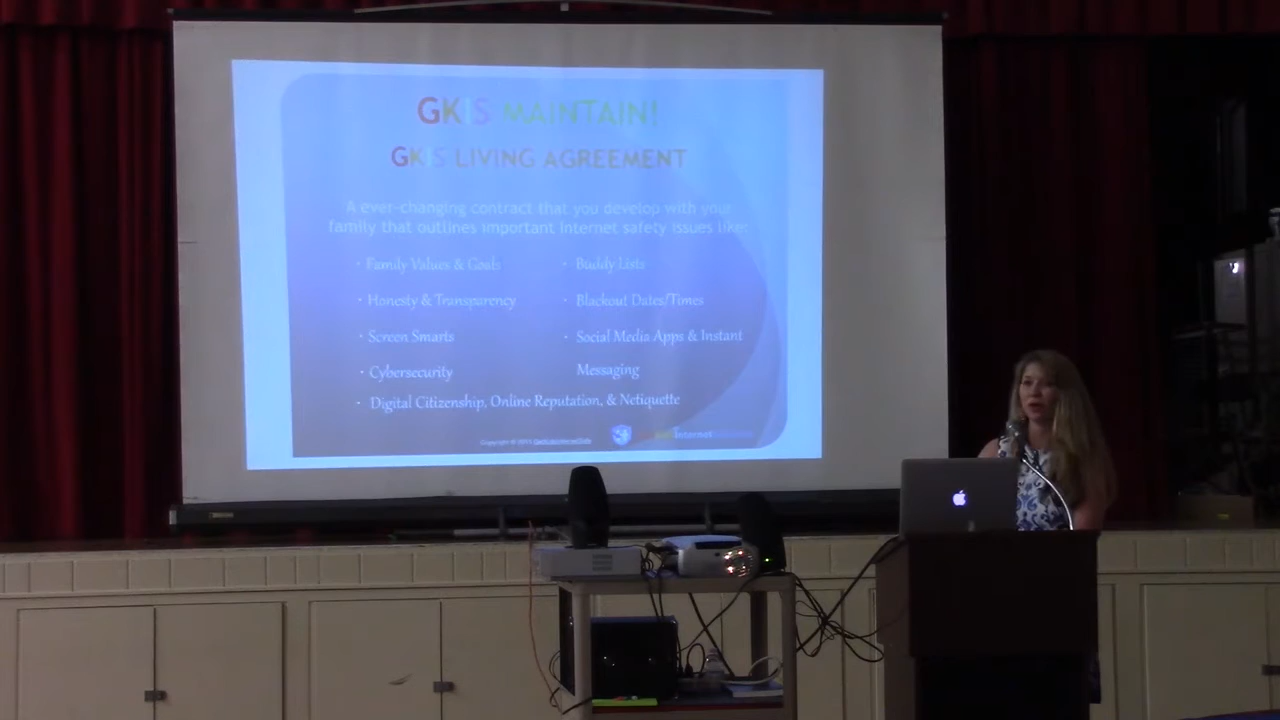 GKIS MAINTAIN!
GKIS LIVING AGREEMENT
A ever-changing contract that you develop with your
family that outlines important Internet safety issues like:
• Family Values & Goals
• Honesty & Transparency
• Screen Smarts
• Cybersecurity
• Digital Citizenship, Online Reputation, & Netiquette
• Buddy Lists
• Blackout Dates/Times
• Social Media Apps & Instant
Messaging
Copyright ©
Internet